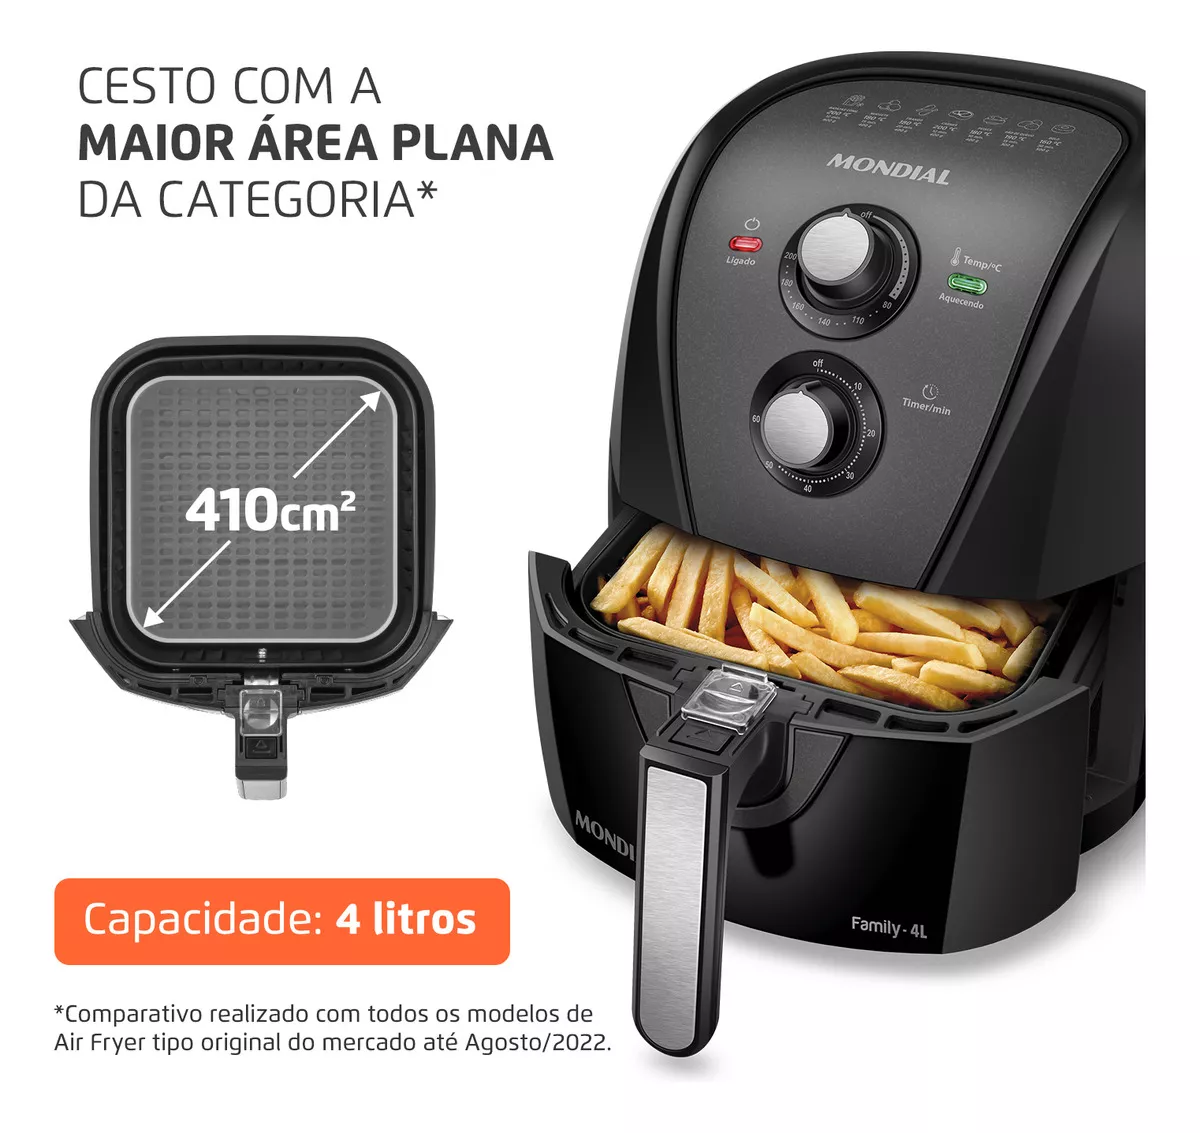 CESTO COM A
MAIOR ÁREA PLANA
DA CATEGORIA*
MONDIAL
off
Ligado
200
180
160
140
110
80
Temp/ºC
Aquecendo
off
10
20
30
40
50
60
Timer/min
410cm²
MONDI
Family - 4L
Capacidade: 4 litros
*Comparativo realizado com todos os modelos de
Air Fryer tipo original do mercado até Agosto/2022.